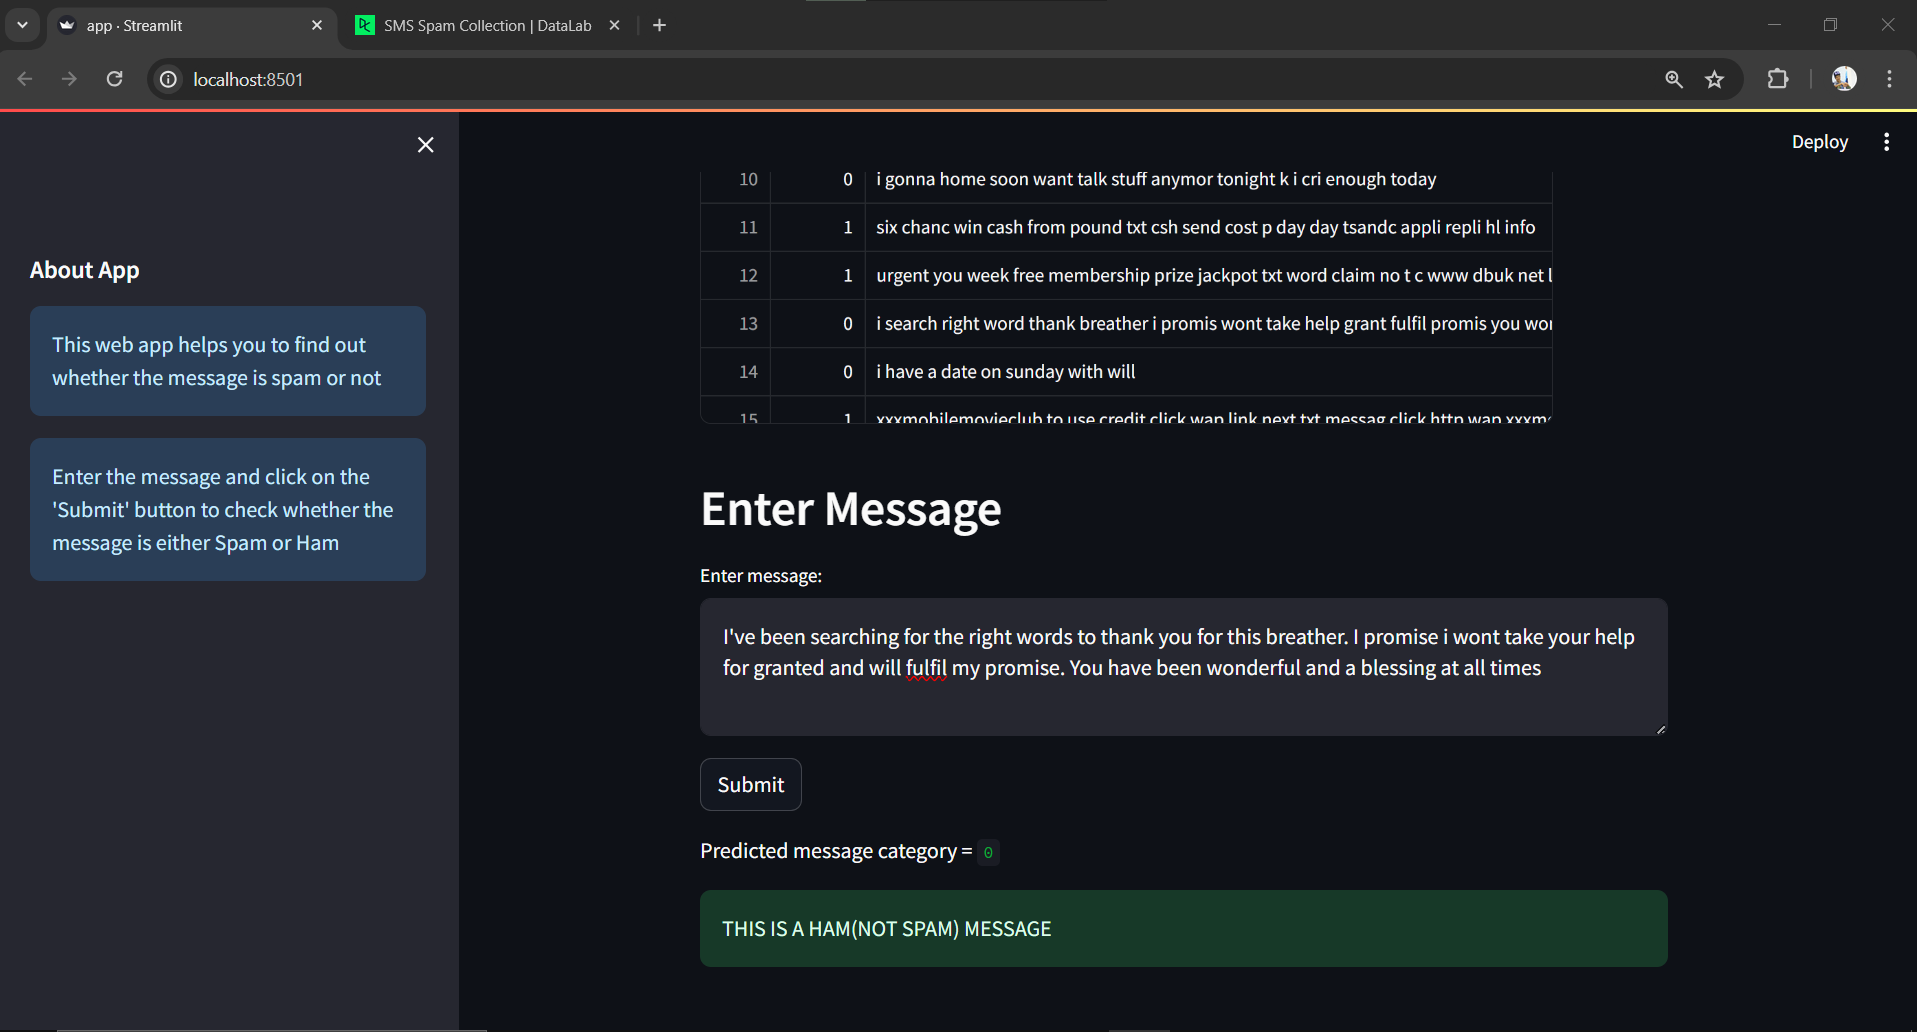 app · Streamlit
SMS Spam Collection | DataLab
localhost:8501
Deploy
About App
This web app helps you to find out
whether the message is spam or not
Enter the message and click on the
'Submit' button to check whether the
message is either Spam or Ham
10 0 i gonna home soon want talk stuff anymor tonight k i cri enough today
11 1 six chanc win cash from pound txt csh send cost p day day tsandc appli repli hl info
12 1 urgent you week free membership prize jackpot txt word claim no t c www dbuk net l
13 0 i search right word thank breather i promis wont take help grant fulfil promis you wor
14 0 i have a date on sunday with will
15 1 xxxmobilemovieclub to use credit click wap link next txt messag click http wap xxxm
Enter Message
Enter message:
I've been searching for the right words to thank you for this breather. I promise i wont take your help
for granted and will fulfil my promise. You have been wonderful and a blessing at all times
Submit
Predicted message category = 0
THIS IS A HAM(NOT SPAM) MESSAGE